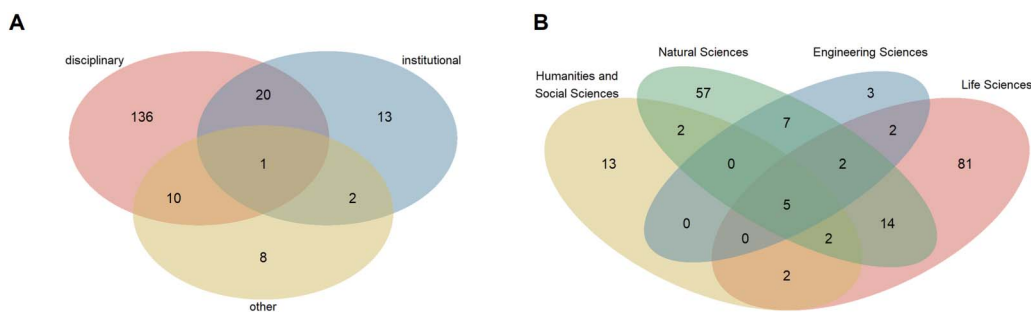 A
disciplinary
institutional
136
20
13
1
10
2
8
other
B
Natural Sciences
Engineering Sciences
Humanities and
Social Sciences
Life Sciences
57
3
2
7
2
13
0
2
81
5
0
0
2
14
2